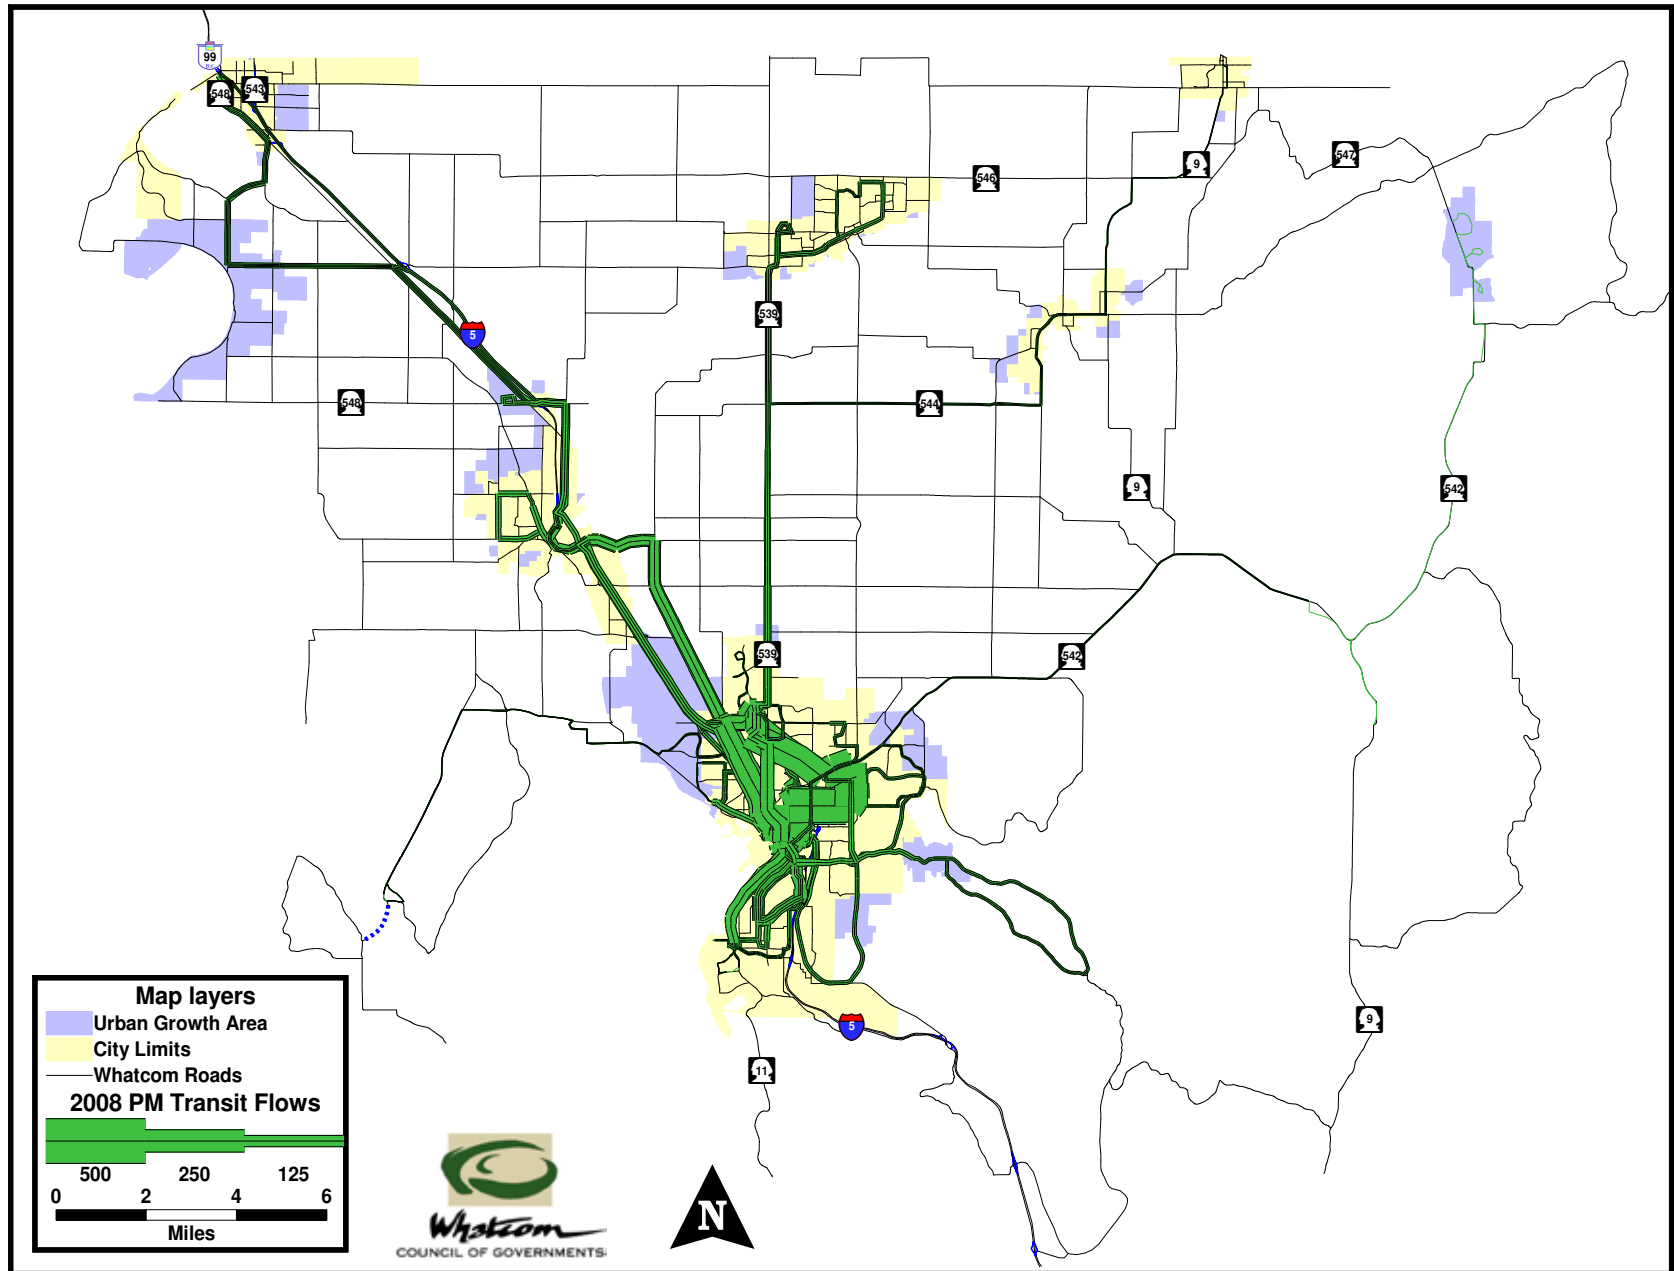 99
B.C.
548
543
547
9
546
539
5
548
544
9
542
539
542
5
9
11
Map layers
Urban Growth Area
City Limits
Whatcom Roads
2008 PM Transit Flows
500 250 125
0 2 4 6
Miles
Whatcom
COUNCIL OF GOVERNMENTS
N